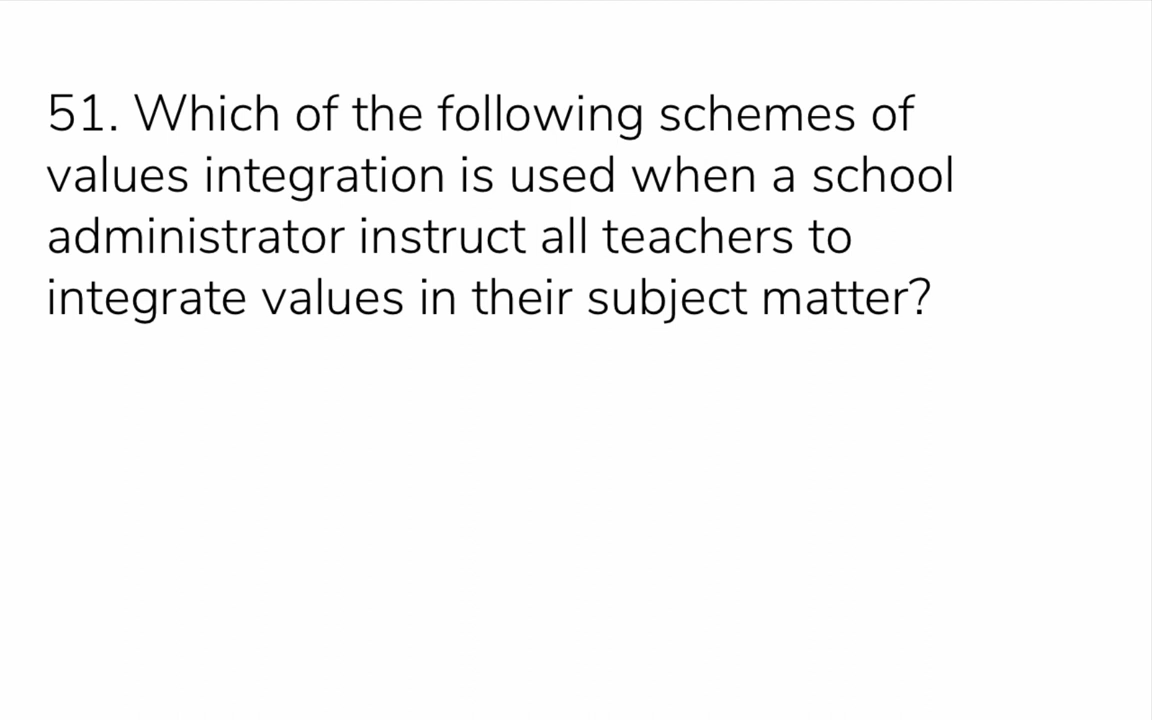 51. Which of the following schemes of
values integration is used when a school
administrator instruct all teachers to
integrate values in their subject matter?